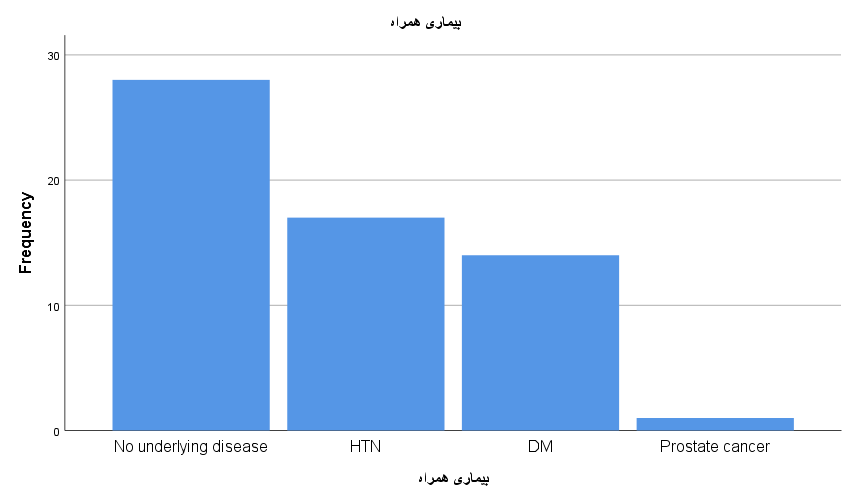 بیماری همراه
30
20
10
0
Frequency
No underlying disease
HTN
DM
Prostate cancer
بیماری همراه